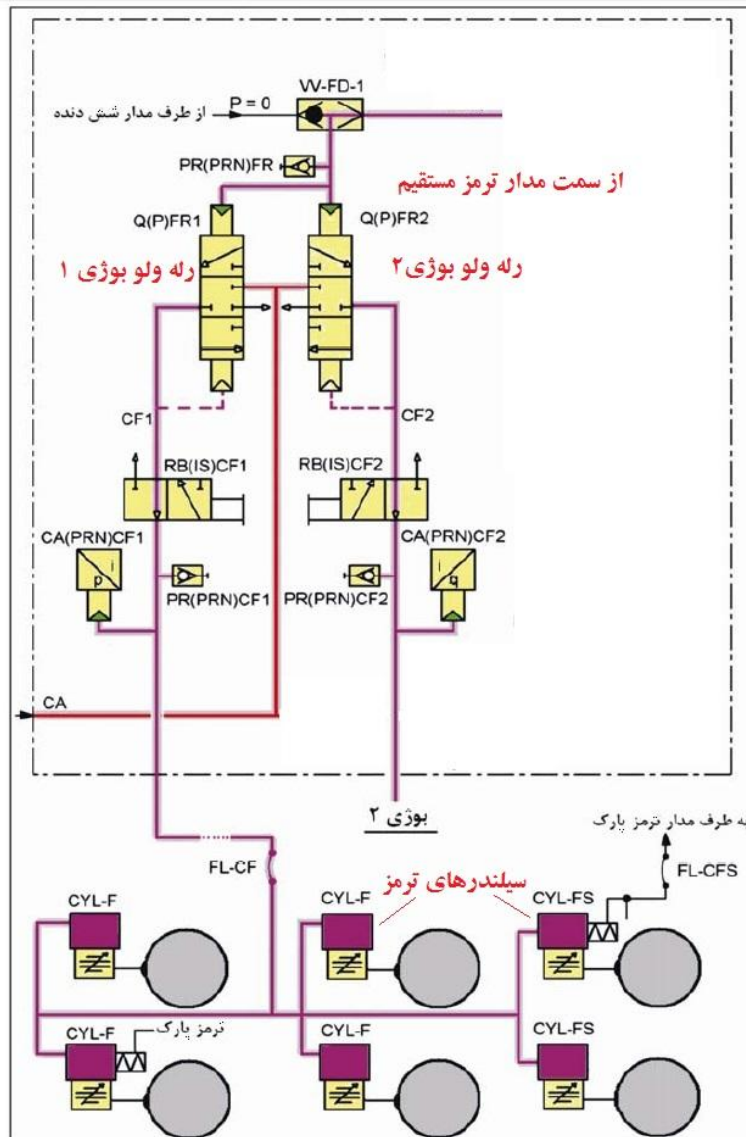 VV-FD-1
P = 0
از طرف مدار شش دنده
PR(PRN)FR
از سمت مدار ترمز مستقیم
Q(P)FR1
Q(P)FR2
رله ولو بوژی ۱
رله ولو بوژی۲
CF1
CF2
RB(IS)CF1
RB(IS)CF2
CA(PRN)CF1
CA(PRN)CF2
i
p
i
q
PR(PRN)CF1
PR(PRN)CF2
CA
بوژی ۲
به طرف مدار ترمز پارک
FL-CF
FL-CFS
سیلندرهای ترمز
CYL-F
CYL-F
CYL-FS
CYL-F
ترمز پارک
CYL-F
CYL-FS